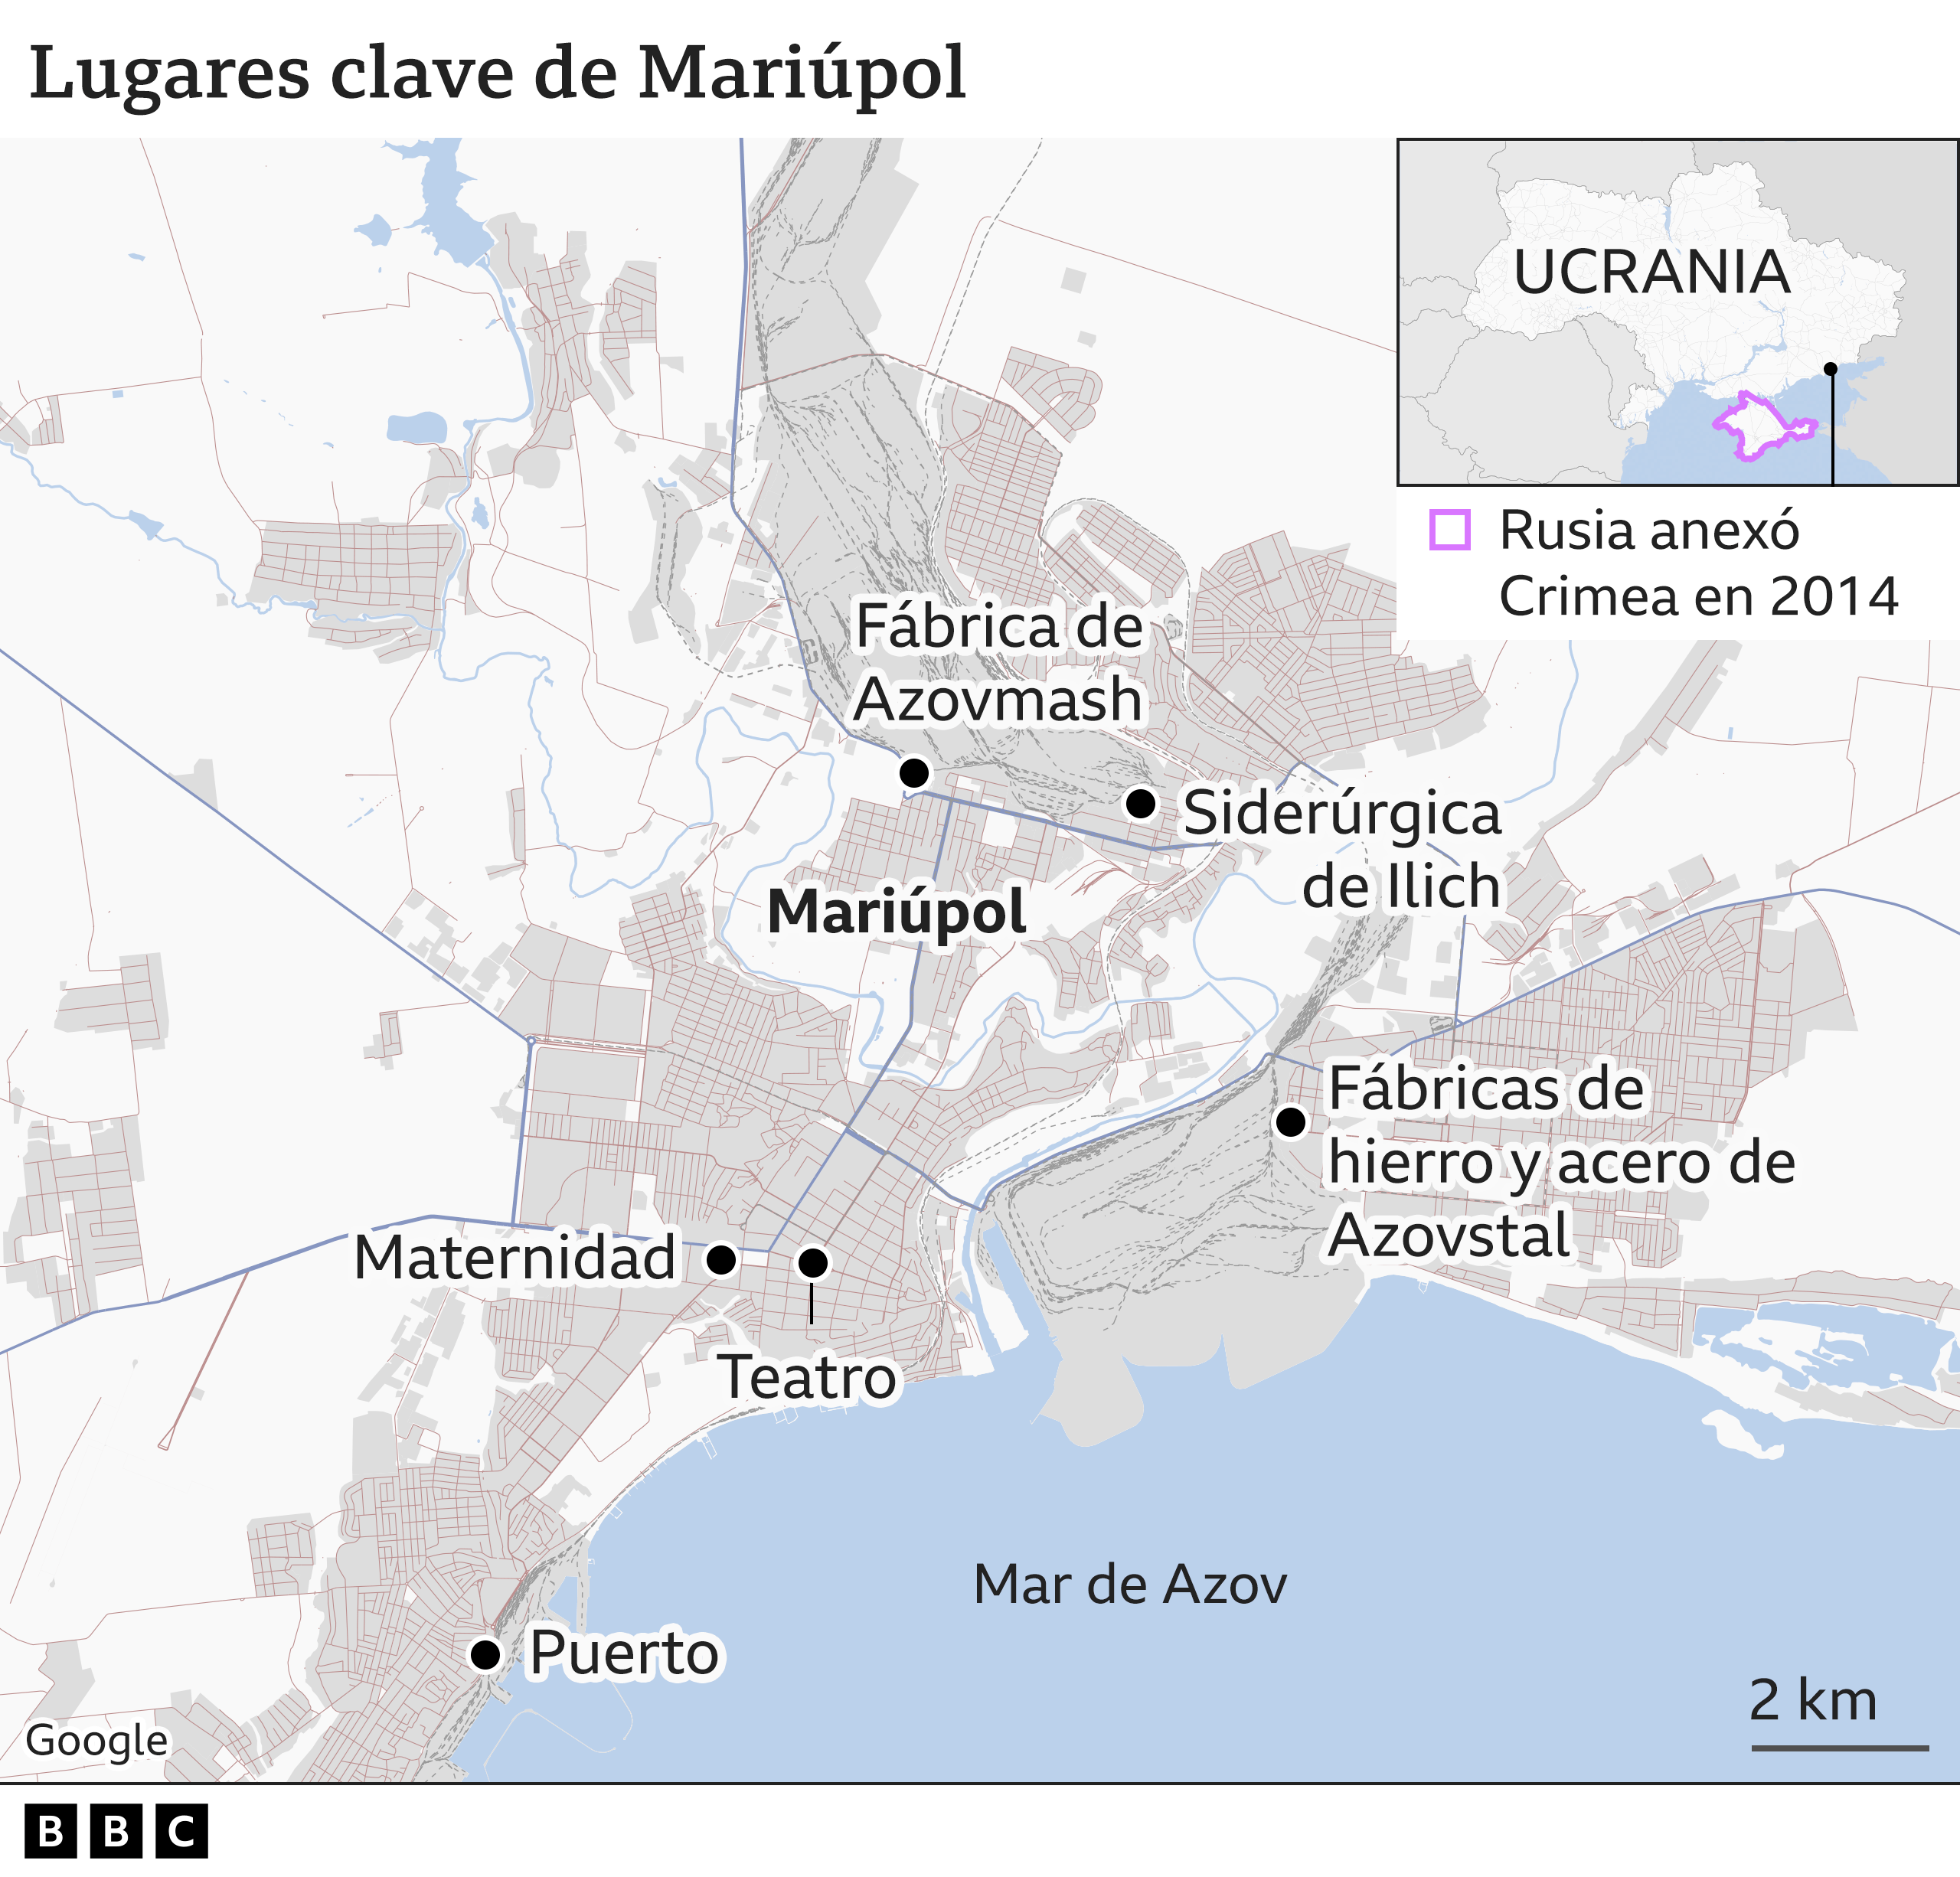 Lugares clave de Mariúpol
UCRANIA
Rusia anexó
Crimea en 2014
Fábrica de
Azovmash
Siderúrgica
de Ilich
Mariúpol
Fábricas de
hierro y acero de
Azovstal
Maternidad
Teatro
Mar de Azov
Puerto
2 km
Google
BBC